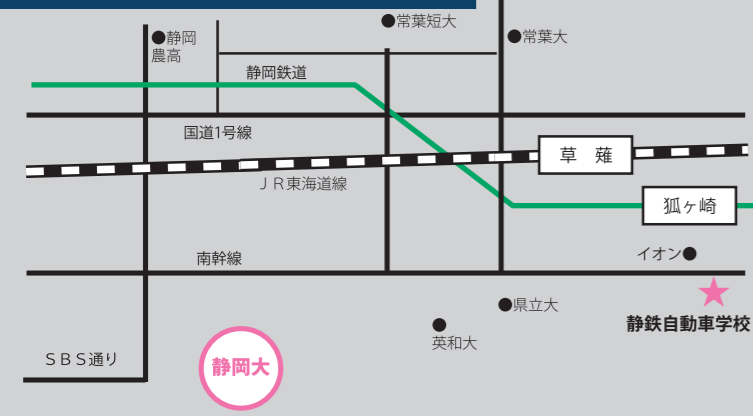 静岡
農高
常葉短大
常葉大
静岡鉄道
国道1号線
草 薙
JR東海道線
狐ヶ崎
イオン
南幹線
県立大
静鉄自動車学校
英和大
SBS通り
静岡大